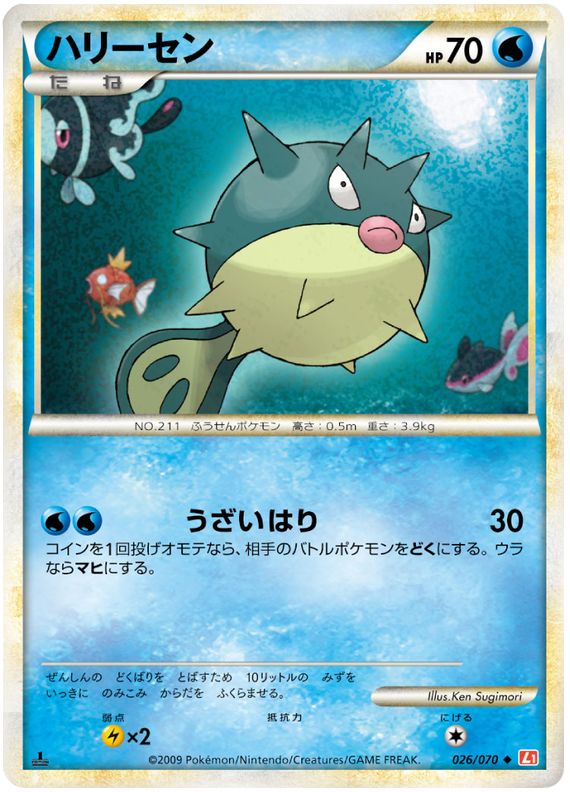 ハリーセン
HP 70
たね
NO.211 ふうせんポケモン 高さ:0.5m 重さ:3.9kg
うざいはり 30
コインを1回投げオモテなら、相手のバトルポケモンをどくにする。ウラ
ならマヒにする。
ぜんしんの どくばりを とばすため 10リットルの みずを
いっきに のみこみ からだを ふくらませる。
Illus.Ken Sugimori
弱点 抵抗力 にげる
×2
1 EDITION ©2009 Pokémon/Nintendo/Creatures/GAME FREAK. 026/070 ◆ L1